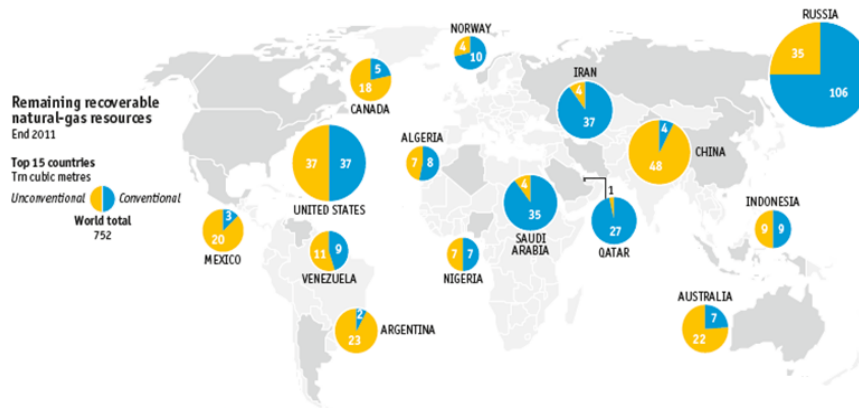 Remaining recoverable
natural-gas resources
End 2011
Top 15 countries
Trn cubic metres
Unconventional Conventional
World total
752
CANADA
5
18
UNITED STATES
37 37
MEXICO
3
20
VENEZUELA
11 9
ARGENTINA
2
23
NORWAY
4
10
ALGERIA
7 8
NIGERIA
7 7
IRAN
4
37
SAUDI
ARABIA
4
35
QATAR
1
27
RUSSIA
35
106
CHINA
4
48
INDONESIA
9 9
AUSTRALIA
7
22